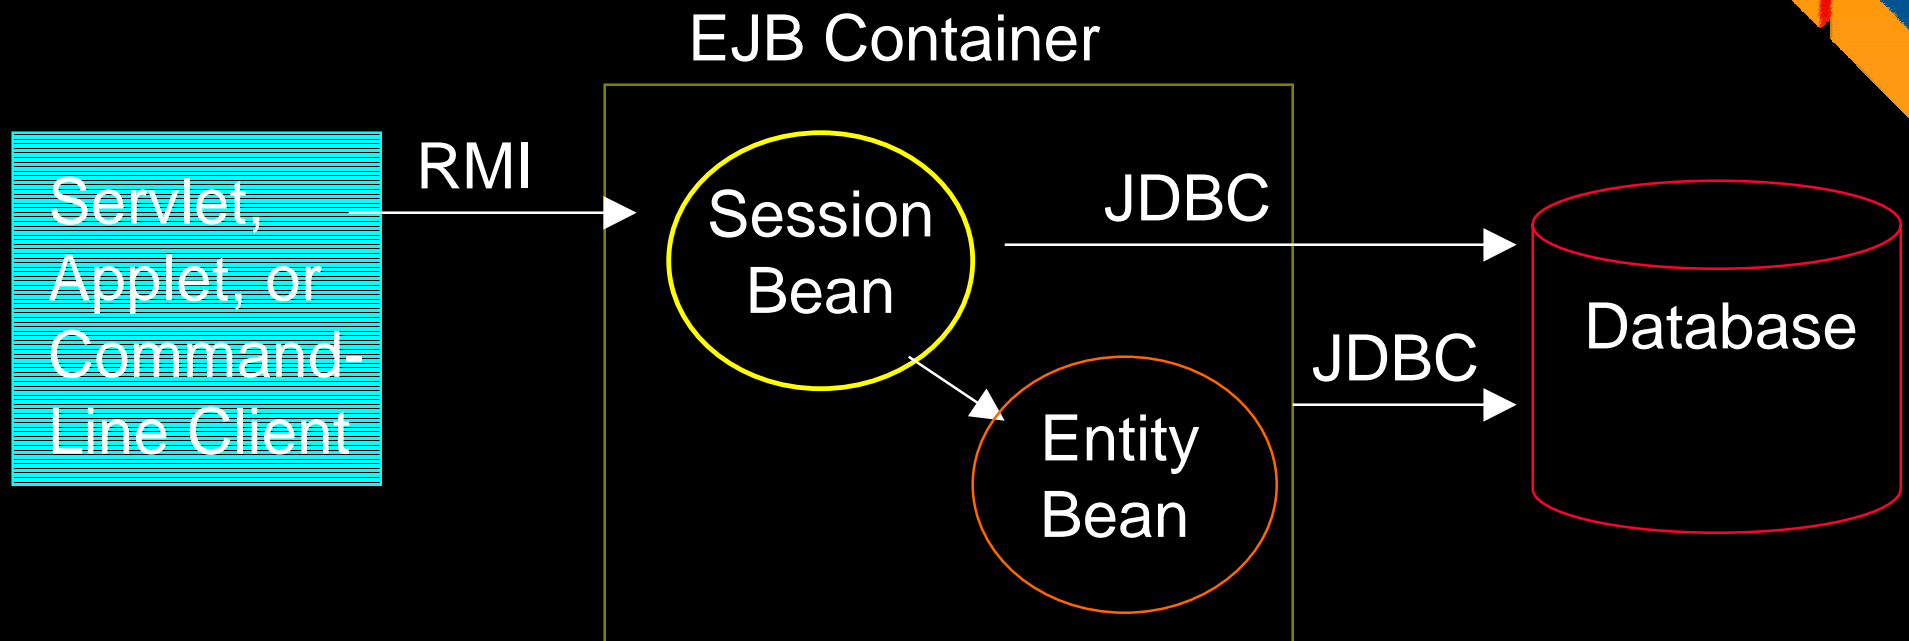 EJB Container
Servlet,
Applet, or
Command-
Line Client
RMI
Session
Bean
JDBC
Entity
Bean
JDBC
Database